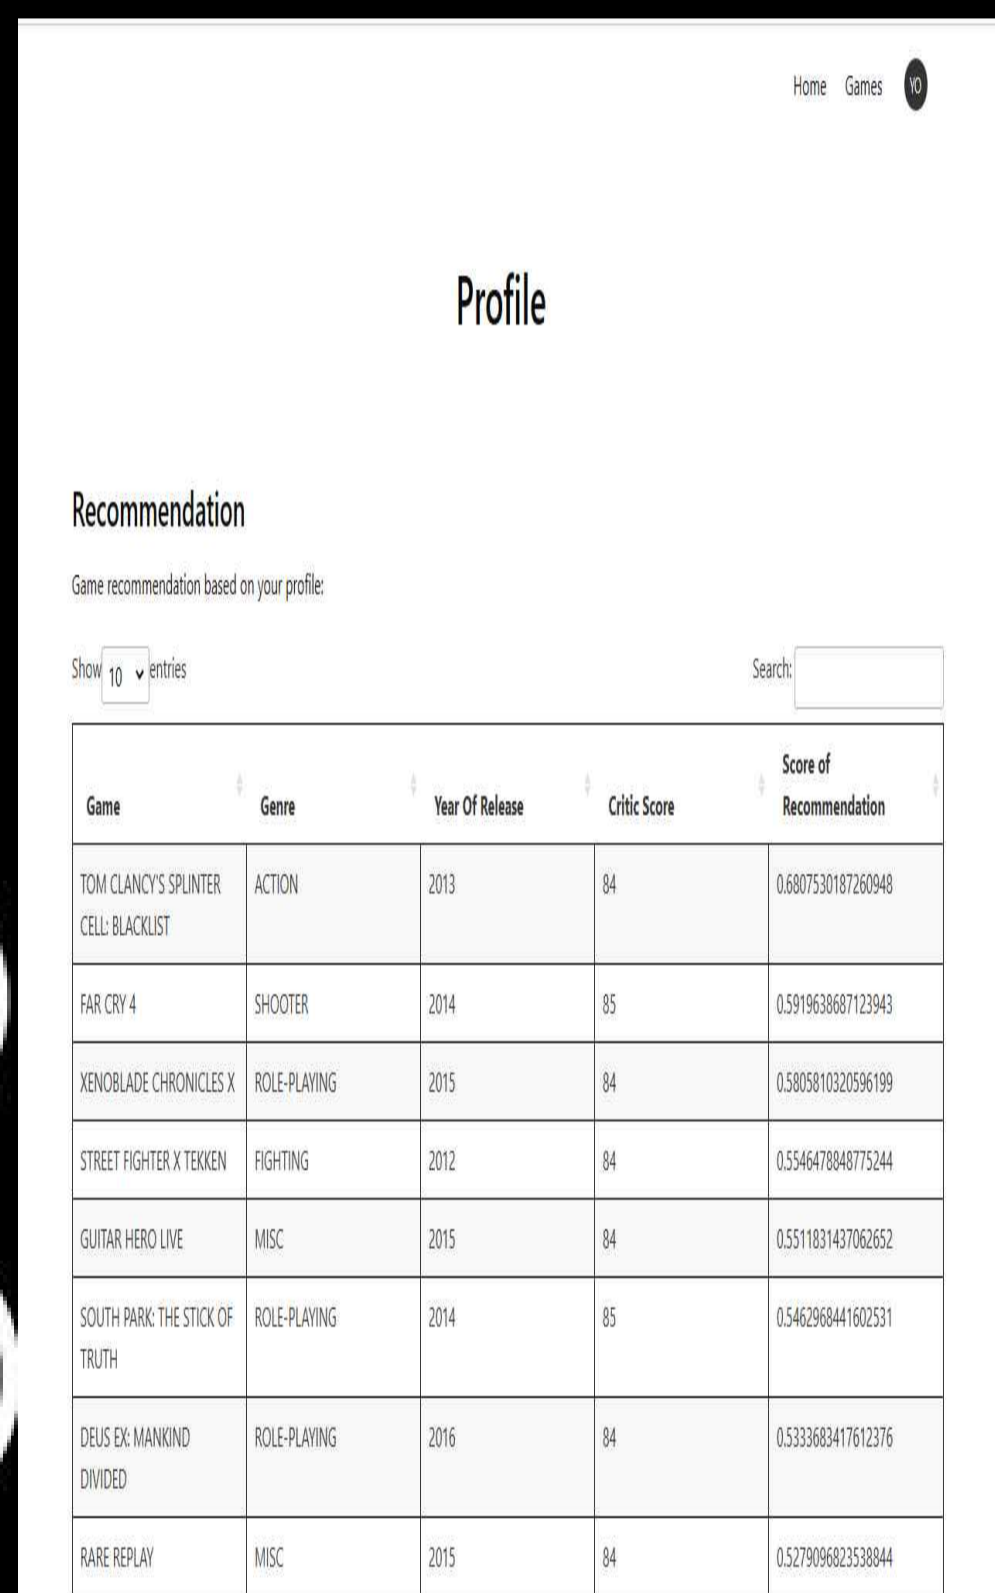 Home Games YO
Profile
Recommendation
Game recommendation based on your profile:
Show 10 entries Search:
Game Genre Year Of Release Critic Score Score of Recommendation
TOM CLANCY'S SPLINTER CELL: BLACKLIST ACTION 2013 84 0.6807530187260948
FAR CRY 4 SHOOTER 2014 85 0.5919638687123943
XENOBLADE CHRONICLES X ROLE-PLAYING 2015 84 0.5805810320596199
STREET FIGHTER X TEKKEN FIGHTING 2012 84 0.5546478848775244
GUITAR HERO LIVE MISC 2015 84 0.5511831437062652
SOUTH PARK: THE STICK OF TRUTH ROLE-PLAYING 2014 85 0.5462968441602531
DEUS EX: MANKIND DIVIDED ROLE-PLAYING 2016 84 0.5333683417612376
RARE REPLAY MISC 2015 84 0.5279096823538844